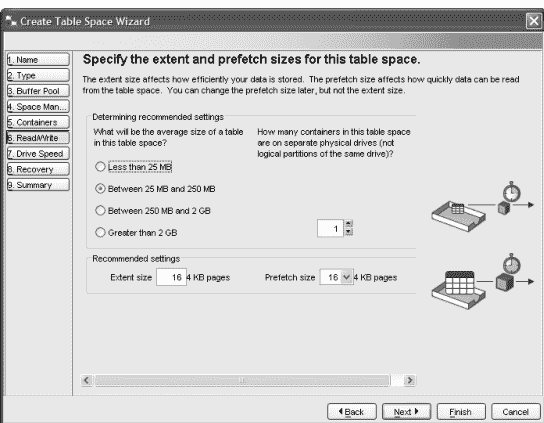 Create Table Space Wizard
1. Name
2. Type
3. Buffer Pool
4. Space Man...
5. Containers
6. Read/Write
7. Drive Speed
8. Recovery
9. Summary
Specify the extent and prefetch sizes for this table space.
The extent size affects how efficiently your data is stored. The prefetch size affects how quickly data can be read
from the table space. You can change the prefetch size later, but not the extent size.
Determining recommended settings
What will be the average size of a table
in this table space?
Less than 25 MB
Between 25 MB and 250 MB
Between 250 MB and 2 GB
Greater than 2 GB
How many containers in this table space
are on separate physical drives (not
logical partitions of the same drive)?
1
Recommended settings
Extent size 16 4 KB pages Prefetch size 16 4 KB pages
Back Next Finish Cancel